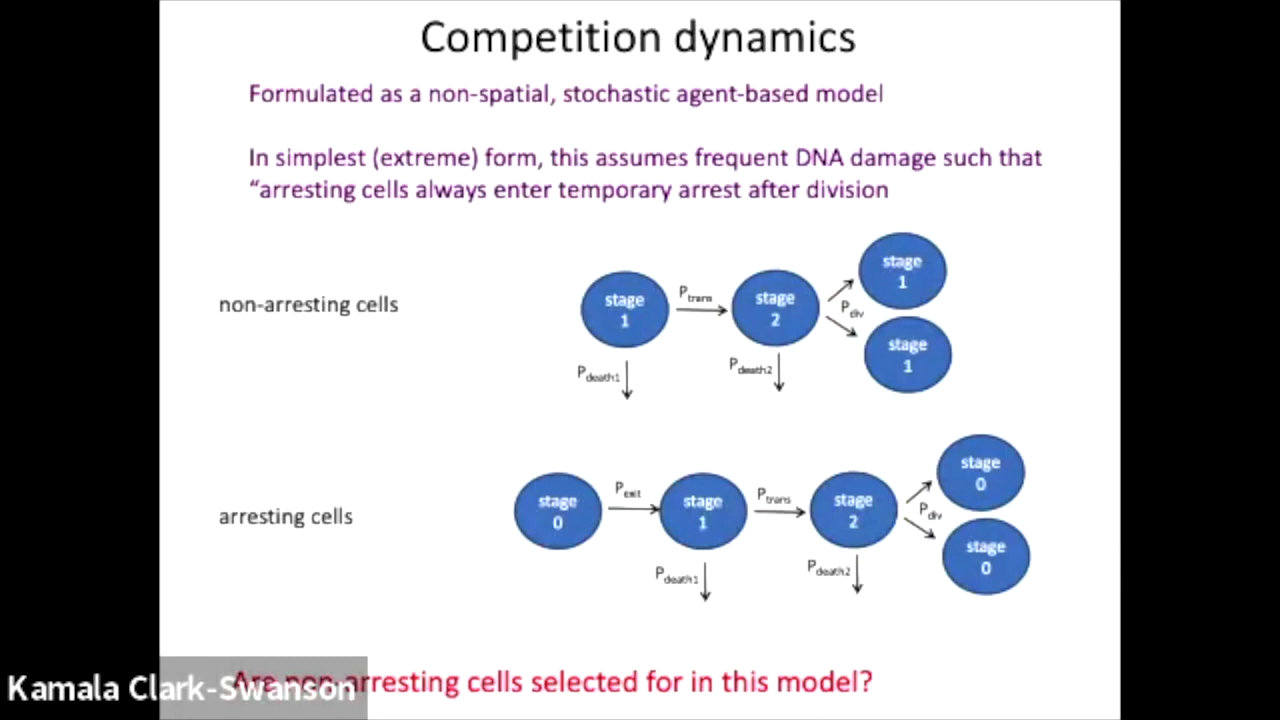 Competition dynamics
Formulated as a non-spatial, stochastic agent-based model
In simplest (extreme) form, this assumes frequent DNA damage such that
“arresting cells always enter temporary arrest after division
non-arresting cells
stage
1
Ptrans
stage
2
Pdiv
stage
1
stage
1
Pdeath1
Pdeath2
arresting cells
stage
0
Pexit
stage
1
Ptrans
stage
2
Pdiv
stage
0
stage
0
Pdeath1
Pdeath2
Are non-arresting cells selected for in this model?
Kamala Clark-Swanson